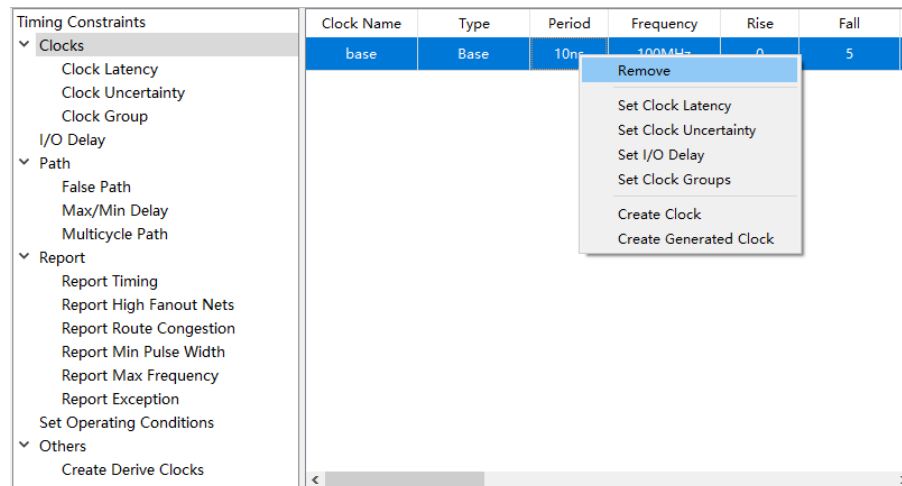 Timing Constraints
Clocks
Clock Latency
Clock Uncertainty
Clock Group
I/O Delay
Path
False Path
Max/Min Delay
Multicycle Path
Report
Report Timing
Report High Fanout Nets
Report Route Congestion
Report Min Pulse Width
Report Max Frequency
Report Exception
Set Operating Conditions
Others
Create Derive Clocks
Clock Name Type Period Frequency Rise Fall
base Base 10ns 100MHz 0 5
Remove
Set Clock Latency
Set Clock Uncertainty
Set I/O Delay
Set Clock Groups
Create Clock
Create Generated Clock